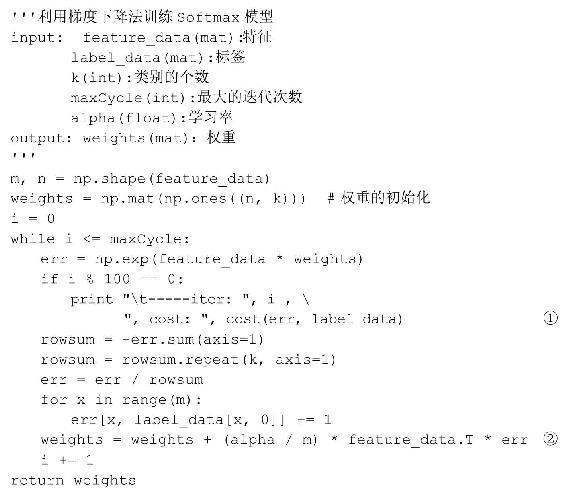 '''利用梯度下降法训练 Softmax 模型
input:  feature_data(mat):特征
        label_data(mat):标签
        k(int):类别的个数
        maxCycle(int):最大的迭代次数
        alpha(float):学习率
output: weights(mat): 权重
'''
m, n = np.shape(feature_data)
weights = np.mat(np.ones((n, k)))  #权重的初始化
i = 0
while i <= maxCycle:
    err = np.exp(feature_data * weights)
    if i % 100 == 0:
        print "\t-----iter: ", i , \
              ", cost: ", cost(err, label_data)  ①
    rowsum = -err.sum(axis=1)
    rowsum = rowsum.repeat(k, axis=1)
    err = err / rowsum
    for x in range(m):
        err[x, label_data[x, 0]] += 1
    weights = weights + (alpha / m) * feature_data.T * err  ②
    i += 1
return weights